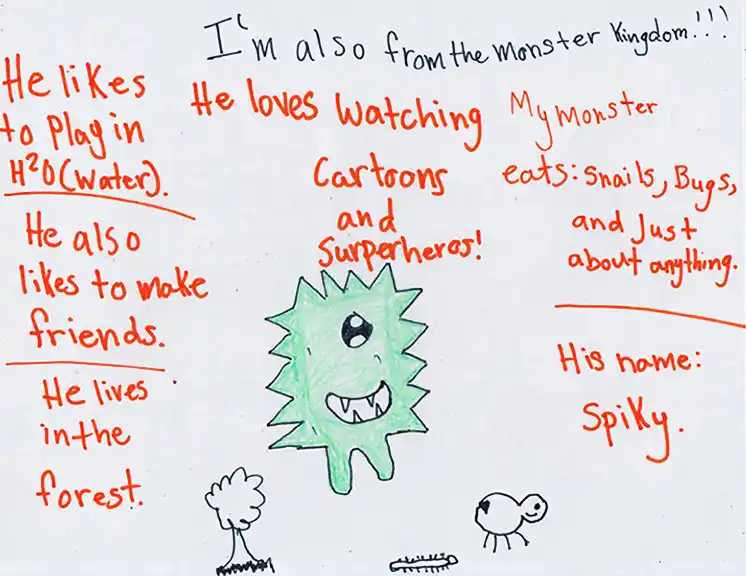 I'm also from the monster Kingdom!!!
He likes
to Play in
H²O (water).
He also
likes to make
friends.
He lives
in the
forest.
He loves watching
Cartoons
and
Surperheros!
My monster
eats: Snails, Bugs,
and Just
about anything.
His name:
Spiky.